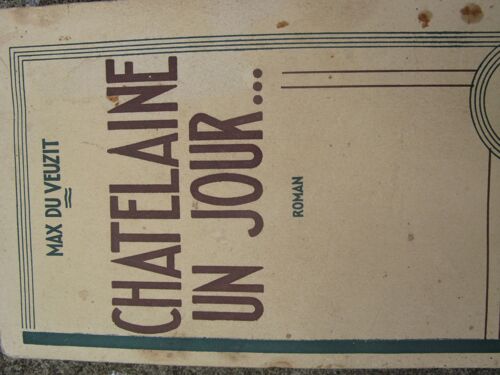 MAX DU VEUZIT
CHATELAINE
UN JOUR...
ROMAN